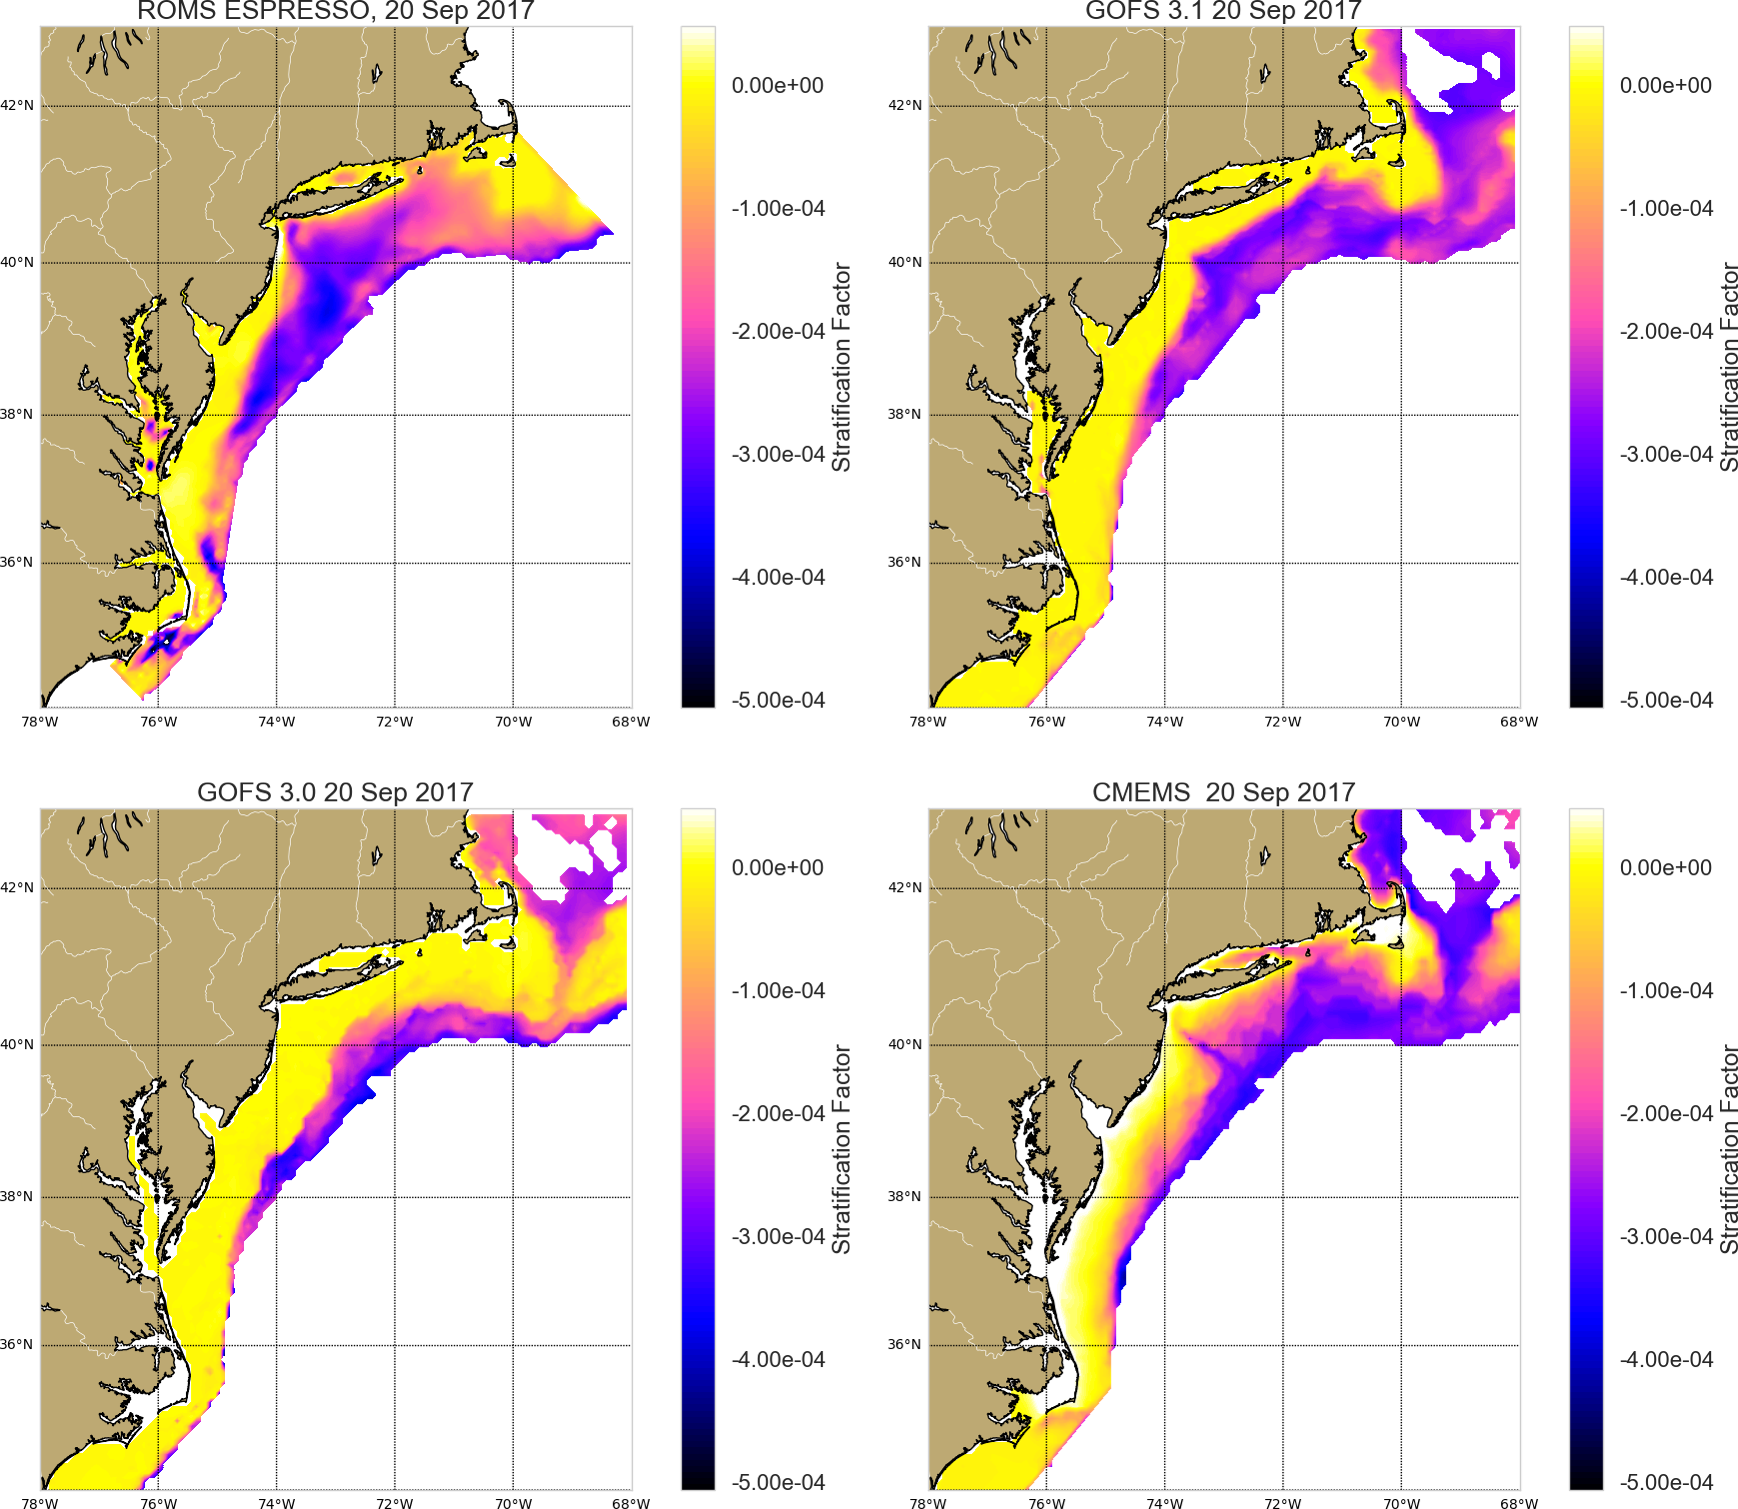 ROMS ESPRESSO, 20 Sep 2017
42°N
40°N
38°N
36°N
78°W 76°W 74°W 72°W 70°W 68°W
0.00e+00
-1.00e-04
-2.00e-04
-3.00e-04
-4.00e-04
-5.00e-04
Stratification Factor
GOFS 3.1 20 Sep 2017
42°N
40°N
38°N
36°N
78°W 76°W 74°W 72°W 70°W 68°W
0.00e+00
-1.00e-04
-2.00e-04
-3.00e-04
-4.00e-04
-5.00e-04
Stratification Factor
GOFS 3.0 20 Sep 2017
42°N
40°N
38°N
36°N
78°W 76°W 74°W 72°W 70°W 68°W
0.00e+00
-1.00e-04
-2.00e-04
-3.00e-04
-4.00e-04
-5.00e-04
Stratification Factor
CMEMS  20 Sep 2017
42°N
40°N
38°N
36°N
78°W 76°W 74°W 72°W 70°W 68°W
0.00e+00
-1.00e-04
-2.00e-04
-3.00e-04
-4.00e-04
-5.00e-04
Stratification Factor